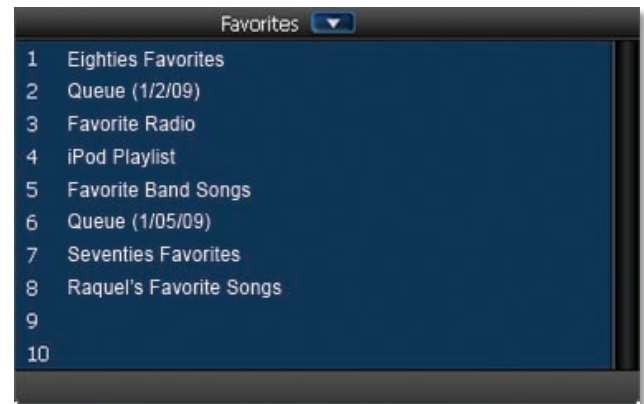 Favorites
1 Eighties Favorites
2 Queue (1/2/09)
3 Favorite Radio
4 iPod Playlist
5 Favorite Band Songs
6 Queue (1/05/09)
7 Seventies Favorites
8 Raquel's Favorite Songs
9
10